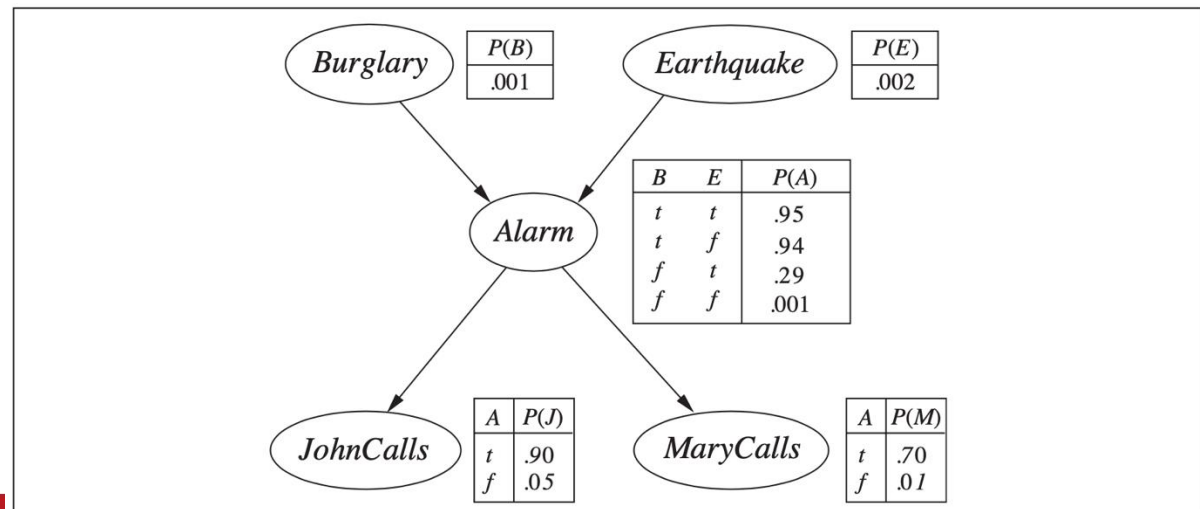 Burglary
P(B)
.001
Earthquake
P(E)
.002
Alarm
B E P(A)
t t .95
t f .94
f t .29
f f .001
JohnCalls
A P(J)
t .90
f .05
MaryCalls
A P(M)
t .70
f .01